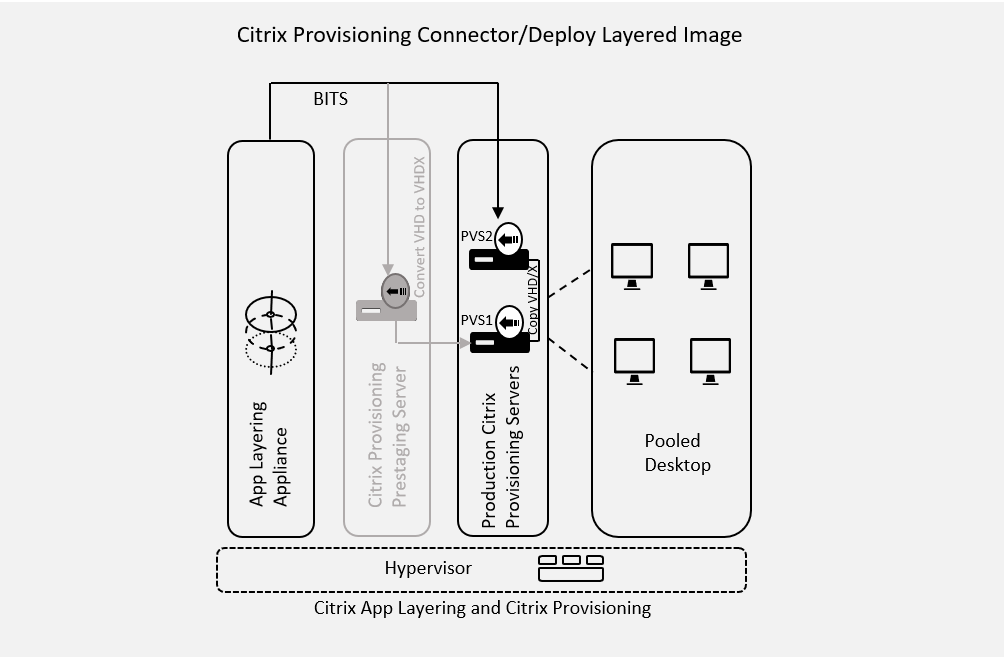 Citrix Provisioning Connector/Deploy Layered Image
BITS
App Layering
Appliance
Convert VHD to VHDX
Citrix Provisioning
Prestaging Server
PVS2
Copy VHD/X
PVS1
Production Citrix
Provisioning Servers
Pooled
Desktop
Hypervisor
Citrix App Layering and Citrix Provisioning